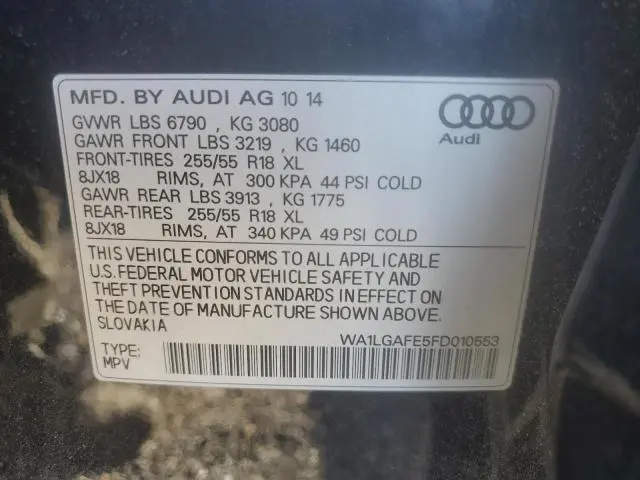 MFD. BY AUDI AG 10 14
Audi
GVWR LBS 6790 , KG 3080
GAWR FRONT LBS 3219 , KG 1460
FRONT-TIRES 255/55 R18 XL
8JX18 RIMS, AT 300 KPA 44 PSI COLD
GAWR REAR LBS 3913 , KG 1775
REAR-TIRES 255/55 R18 XL
8JX18 RIMS, AT 340 KPA 49 PSI COLD
THIS VEHICLE CONFORMS TO ALL APPLICABLE
U.S. FEDERAL MOTOR VEHICLE SAFETY AND
THEFT PREVENTION STANDARDS IN EFFECT ON
THE DATE OF MANUFACTURE SHOWN ABOVE.
SLOVAKIA
WA1LGAFE5FD010553
TYPE:
MPV